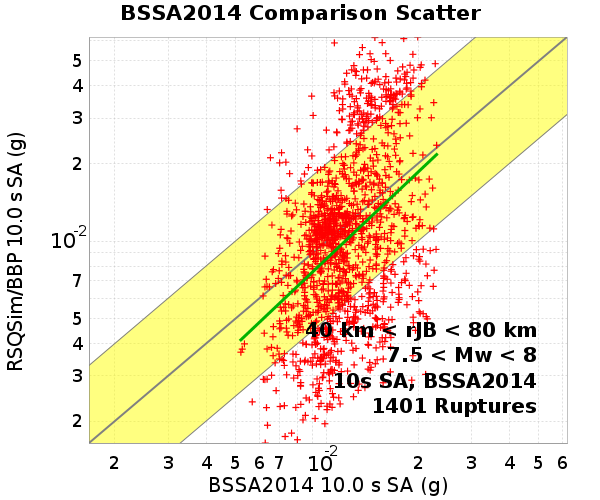 BSSA2014 Comparison Scatter
RSQSim/BBP 10.0 s SA (g)
5
4
3
2
10-2
7
5
4
3
2
40 km < rJB < 80 km
7.5 < Mw < 8
10s SA, BSSA2014
1401 Ruptures
2 3 4 5 6 7 10-2 2 3 4 5 6
BSSA2014 10.0 s SA (g)